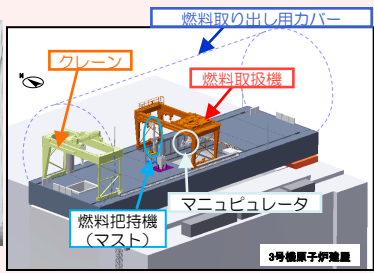 燃料取り出し用カバー
クレーン
燃料取扱機
N
マニュピュレータ
燃料把持機
（マスト）
3号機原子炉建屋